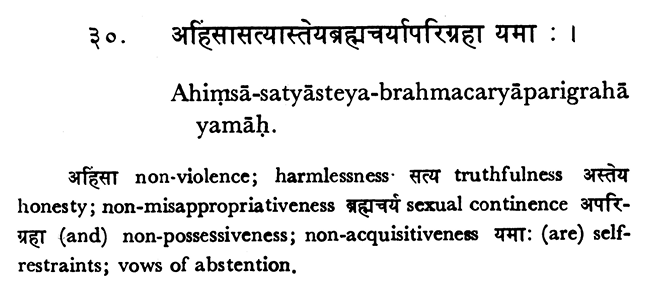 ३०. अहिंसासत्यास्तेयब्रह्मचर्यापरिग्रहा यमा : ।
Ahiṃsā-satyāsteya-brahmacaryāparigrahā
yamāḥ.
अहिंसा non-violence; harmlessness· सत्य truthfulness अस्तेय
honesty; non-misappropriativeness ब्रह्मचर्य sexual continence अपरि-
ग्रहा (and) non-possessiveness; non-acquisitiveness यमा: (are) self-
restraints; vows of abstention.